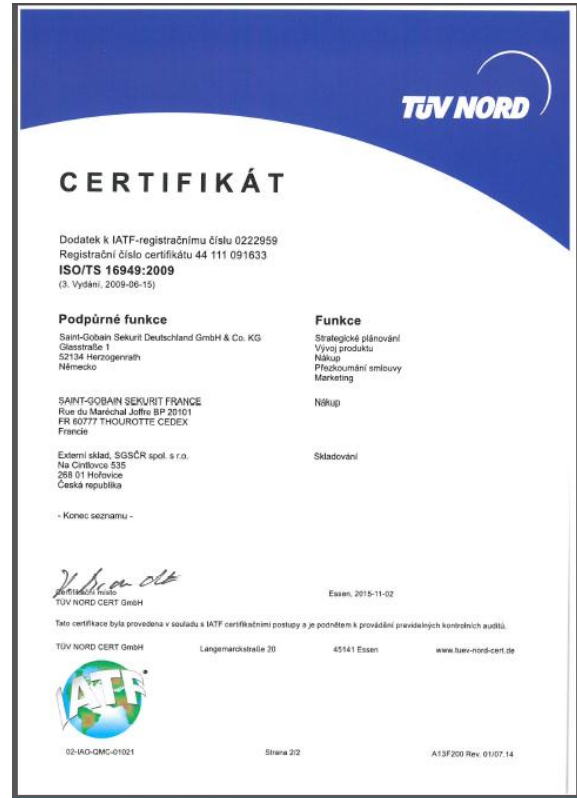 TÜV NORD
CERTIFIKÁT
Dodatek k IATF-registračnímu číslu 0222959
Registrační číslo certifikátu 44 111 091633
ISO/TS 16949:2009
(3. Vydání, 2009-06-15)
Podpůrné funkce Funkce
Saint-Gobain Sekurit Deutschland GmbH & Co. KG Strategické plánování
Glasstraße 1 Vývoj produktu
52134 Herzogenrath Nákup
Německo Přezkoumání smlouvy
Marketing
SAINT-GOBAIN SEKURIT FRANCE Nákup
Rue du Maréchal Joffre BP 20101
FR 60777 THOUROTTE CEDEX
Francie
Externí sklad, SGSČR spol. s r.o. Skladování
Na Cintlovce 535
268 01 Hořovice
Česká republika
- Konec seznamu -
Certifikační místo Essen, 2015-11-02
TÜV NORD CERT GmbH
Tato certifikace byla provedena v souladu s IATF certifikačními postupy a je podnětem k provádění pravidelných kontrolních auditů.
TÜV NORD CERT GmbH Langemarckstraße 20 45141 Essen www.tuev-nord-cert.de
IATF
02-IAO-QMC-01021 Strana 2/2 A13F200 Rev. 01/07.14